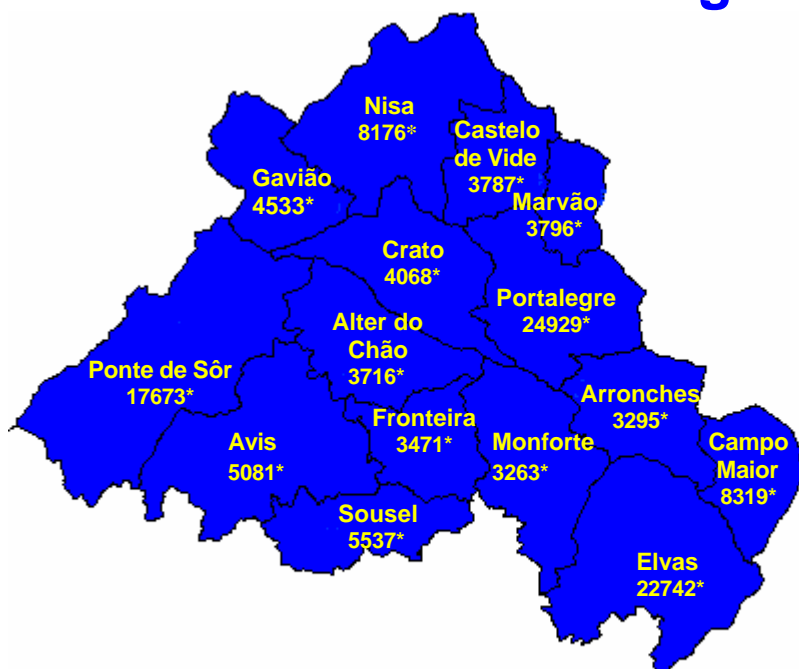 g
Nisa
8176*
Castelo
de Vide
3787*
Gavião
4533*
Marvão
3796*
Crato
4068*
Portalegre
24929*
Alter do
Chão
3716*
Ponte de Sôr
17673*
Arronches
3295*
Fronteira
3471*
Avis
5081*
Monforte
3263*
Campo
Maior
8319*
Sousel
5537*
Elvas
22742*